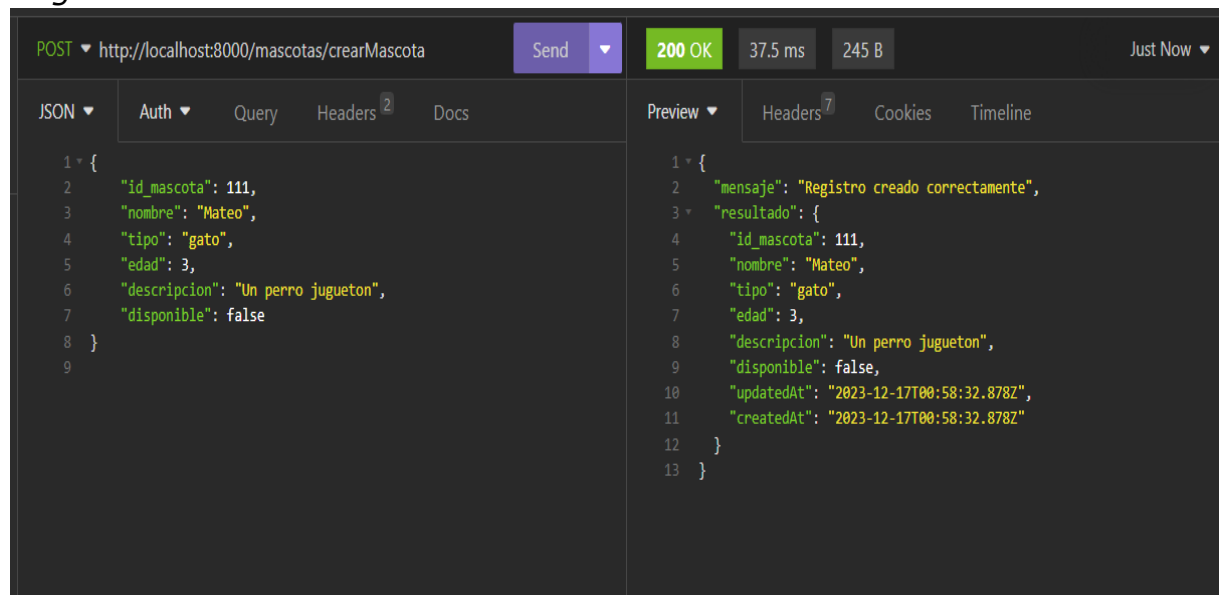 POST ▼ http://localhost:8000/mascotas/crearMascota Send ▼ 200 OK 37.5 ms 245 B Just Now ▼
JSON ▼ Auth ▼ Query Headers 2 Docs
1 {
2 "id_mascota": 111,
3 "nombre": "Mateo",
4 "tipo": "gato",
5 "edad": 3,
6 "descripcion": "Un perro jugueton",
7 "disponible": false
8 }
9
Preview ▼ Headers 7 Cookies Timeline
1 {
2 "mensaje": "Registro creado correctamente",
3 "resultado": {
4 "id_mascota": 111,
5 "nombre": "Mateo",
6 "tipo": "gato",
7 "edad": 3,
8 "descripcion": "Un perro jugueton",
9 "disponible": false,
10 "updatedAt": "2023-12-17T00:58:32.878Z",
11 "createdAt": "2023-12-17T00:58:32.878Z"
12 }
13 }